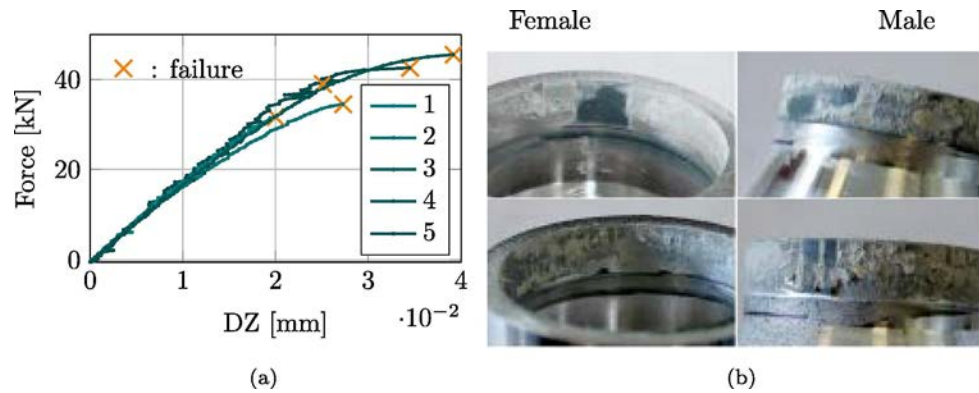 Female
Male
× : failure
1
2
3
4
5
Force [kN]
40
20
0
0
1
2
3
4
·10⁻²
DZ [mm]
(a)
(b)